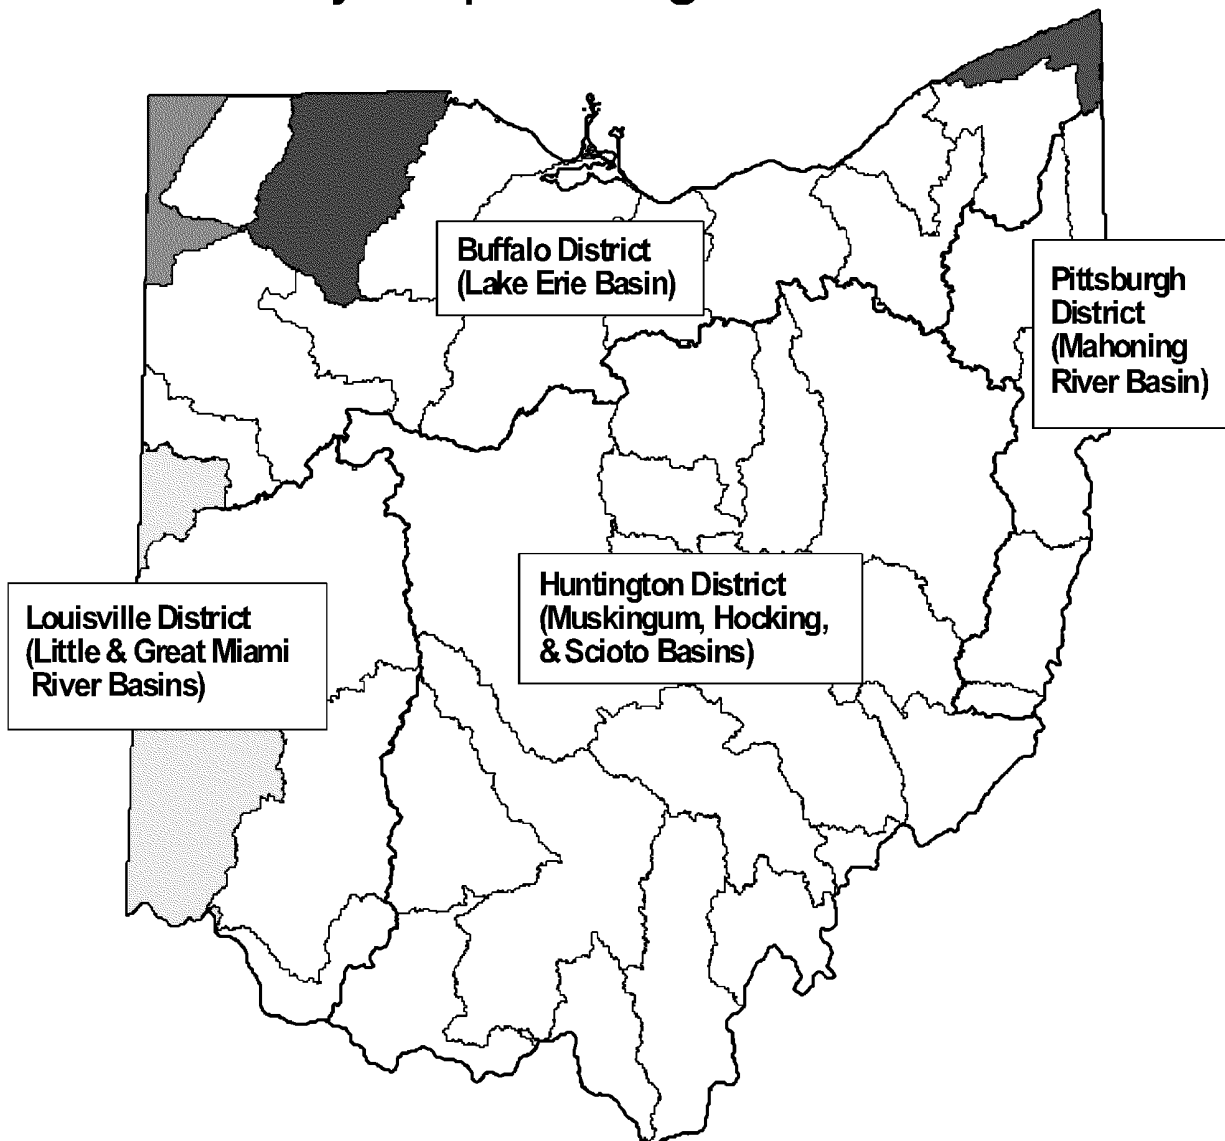 Buffalo District
(Lake Erie Basin)
Pittsburgh
District
(Mahoning
River Basin)
Huntington District
(Muskingum, Hocking,
& Scioto Basins)
Louisville District
(Little & Great Miami
River Basins)